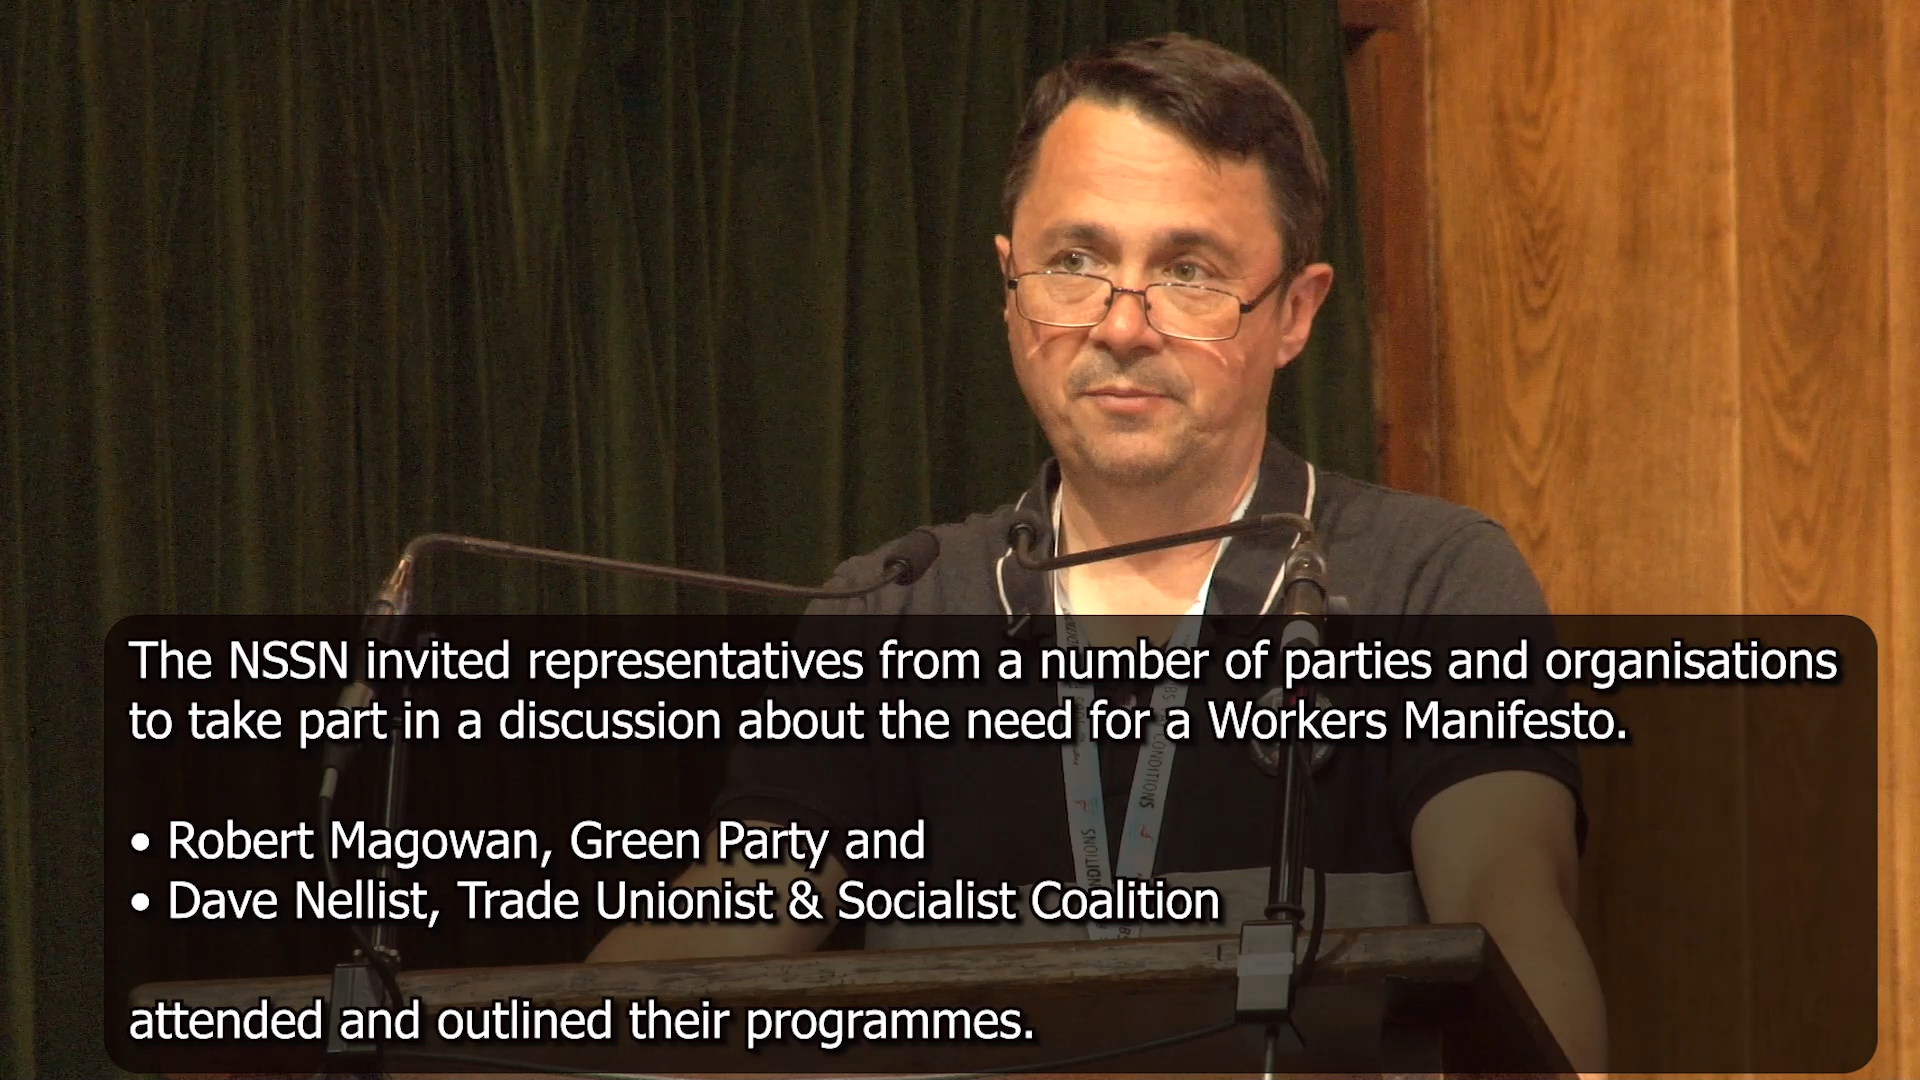 The NSSN invited representatives from a number of parties and organisations
to take part in a discussion about the need for a Workers Manifesto.
• Robert Magowan, Green Party and
• Dave Nellist, Trade Unionist & Socialist Coalition
attended and outlined their programmes.
CONDITIONS